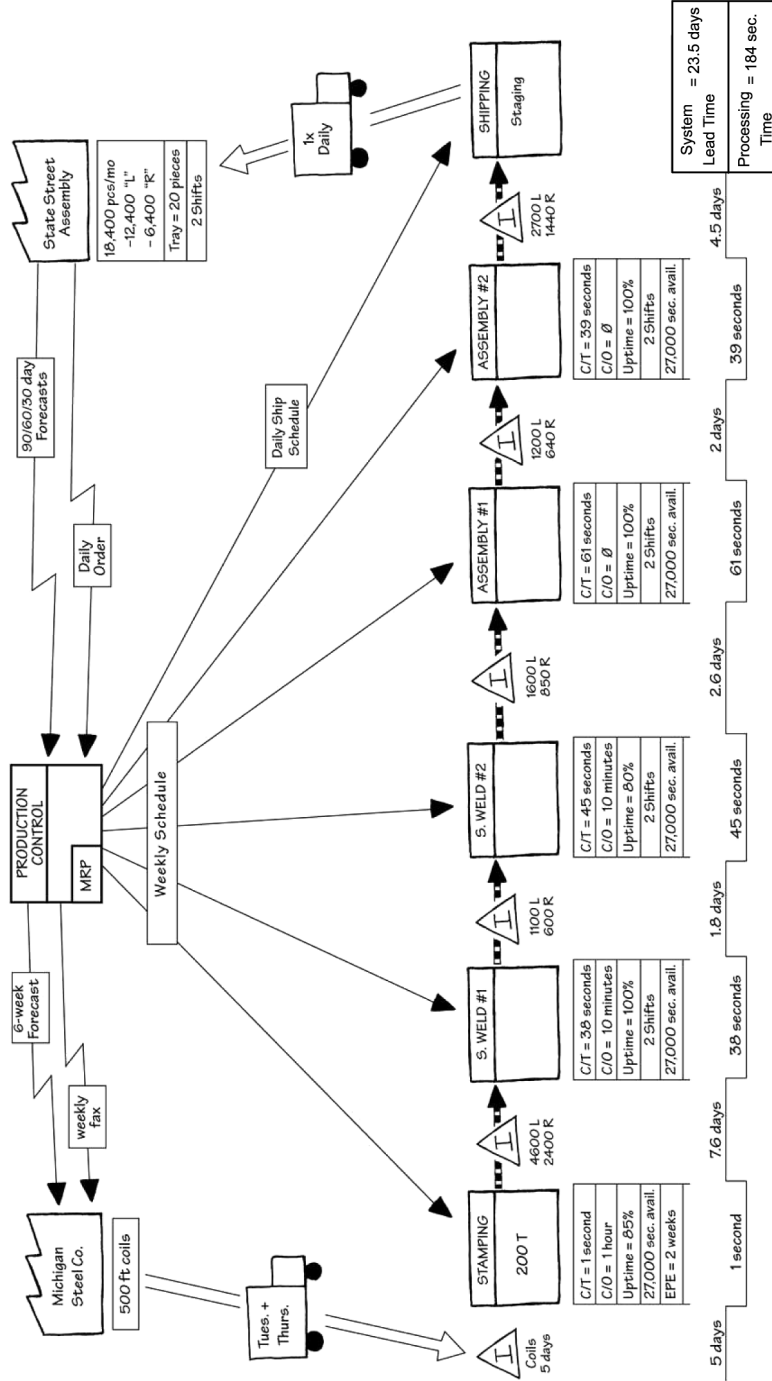 Michigan
Steel Co.
500 ft coils
Tues. +
Thurs.
Coils
5 days
6-week
Forecast
weekly
fax
PRODUCTION
CONTROL
MRP
90/60/30 day
Forecasts
Daily
Order
State Street
Assembly
18,400 pcs/mo
-12,400 "L"
- 6,400 "R"
Tray = 20 pieces
2 Shifts
1x
Daily
Weekly Schedule
Daily Ship
Schedule
STAMPING
200 T
C/T = 1 second
C/O = 1 hour
Uptime = 85%
27,000 sec. avail.
EPE = 2 weeks
I
I
4600 L
2400 R
S. WELD #1
C/T = 38 seconds
C/O = 10 minutes
Uptime = 100%
2 Shifts
27,000 sec. avail.
I
1100 L
600 R
S. WELD #2
C/T = 45 seconds
C/O = 10 minutes
Uptime = 80%
2 Shifts
27,000 sec. avail.
I
1600 L
850 R
ASSEMBLY #1
C/T = 61 seconds
C/O = Ø
Uptime = 100%
2 Shifts
27,000 sec. avail.
I
1200 L
640 R
ASSEMBLY #2
C/T = 39 seconds
C/O = Ø
Uptime = 100%
2 Shifts
27,000 sec. avail.
I
2700 L
1440 R
SHIPPING
Staging
5 days
1 second
7.6 days
38 seconds
1.8 days
45 seconds
2.6 days
61 seconds
2 days
39 seconds
4.5 days
System = 23.5 days
Lead Time
Processing = 184 sec.
Time